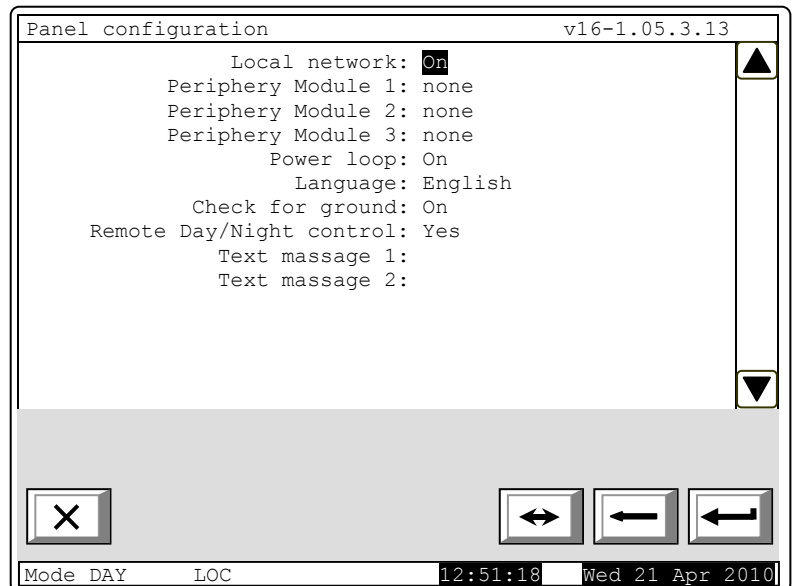 Panel configuration v16-1.05.3.13
Local network: On
Periphery Module 1: none
Periphery Module 2: none
Periphery Module 3: none
Power loop: On
Language: English
Check for ground: On
Remote Day/Night control: Yes
Text massage 1:
Text massage 2:
Mode DAY LOC 12:51:18 Wed 21 Apr 2010